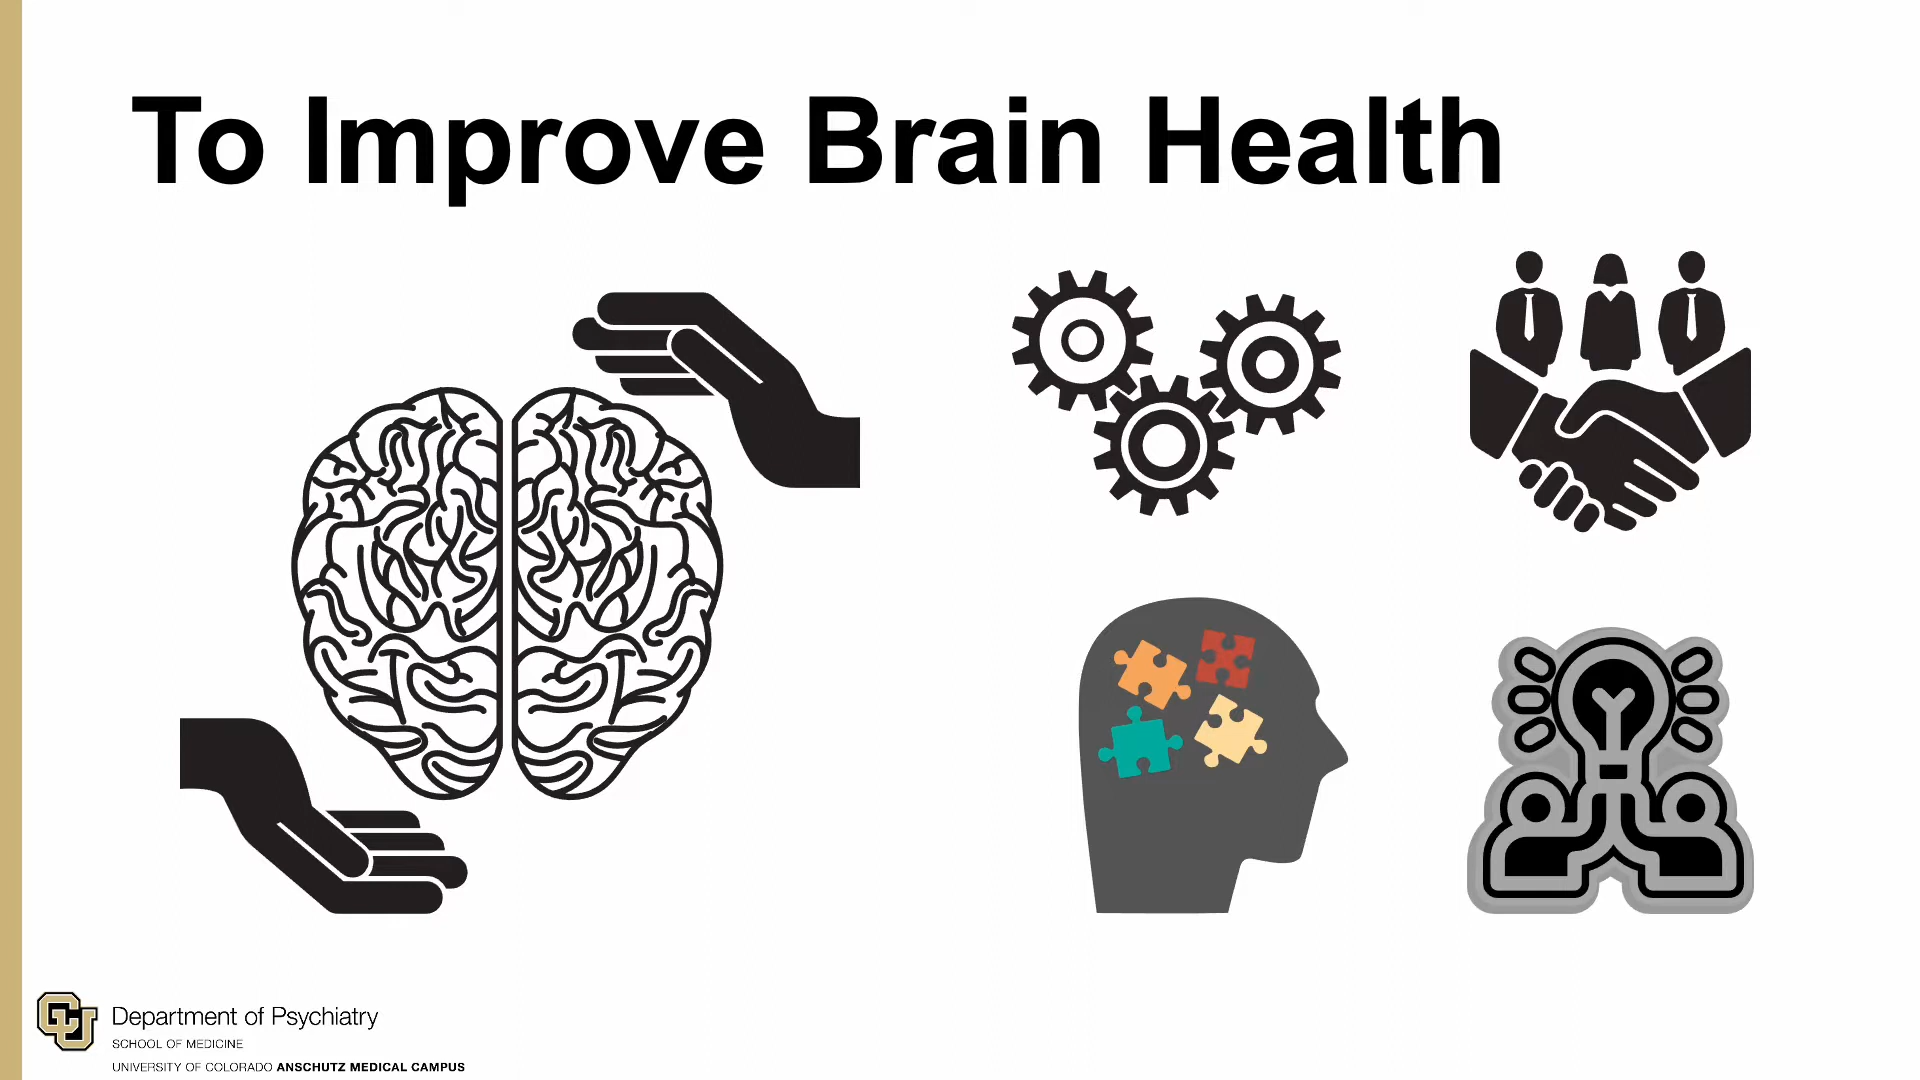 To Improve Brain Health
Department of Psychiatry
SCHOOL OF MEDICINE
UNIVERSITY OF COLORADO ANSCHUTZ MEDICAL CAMPUS